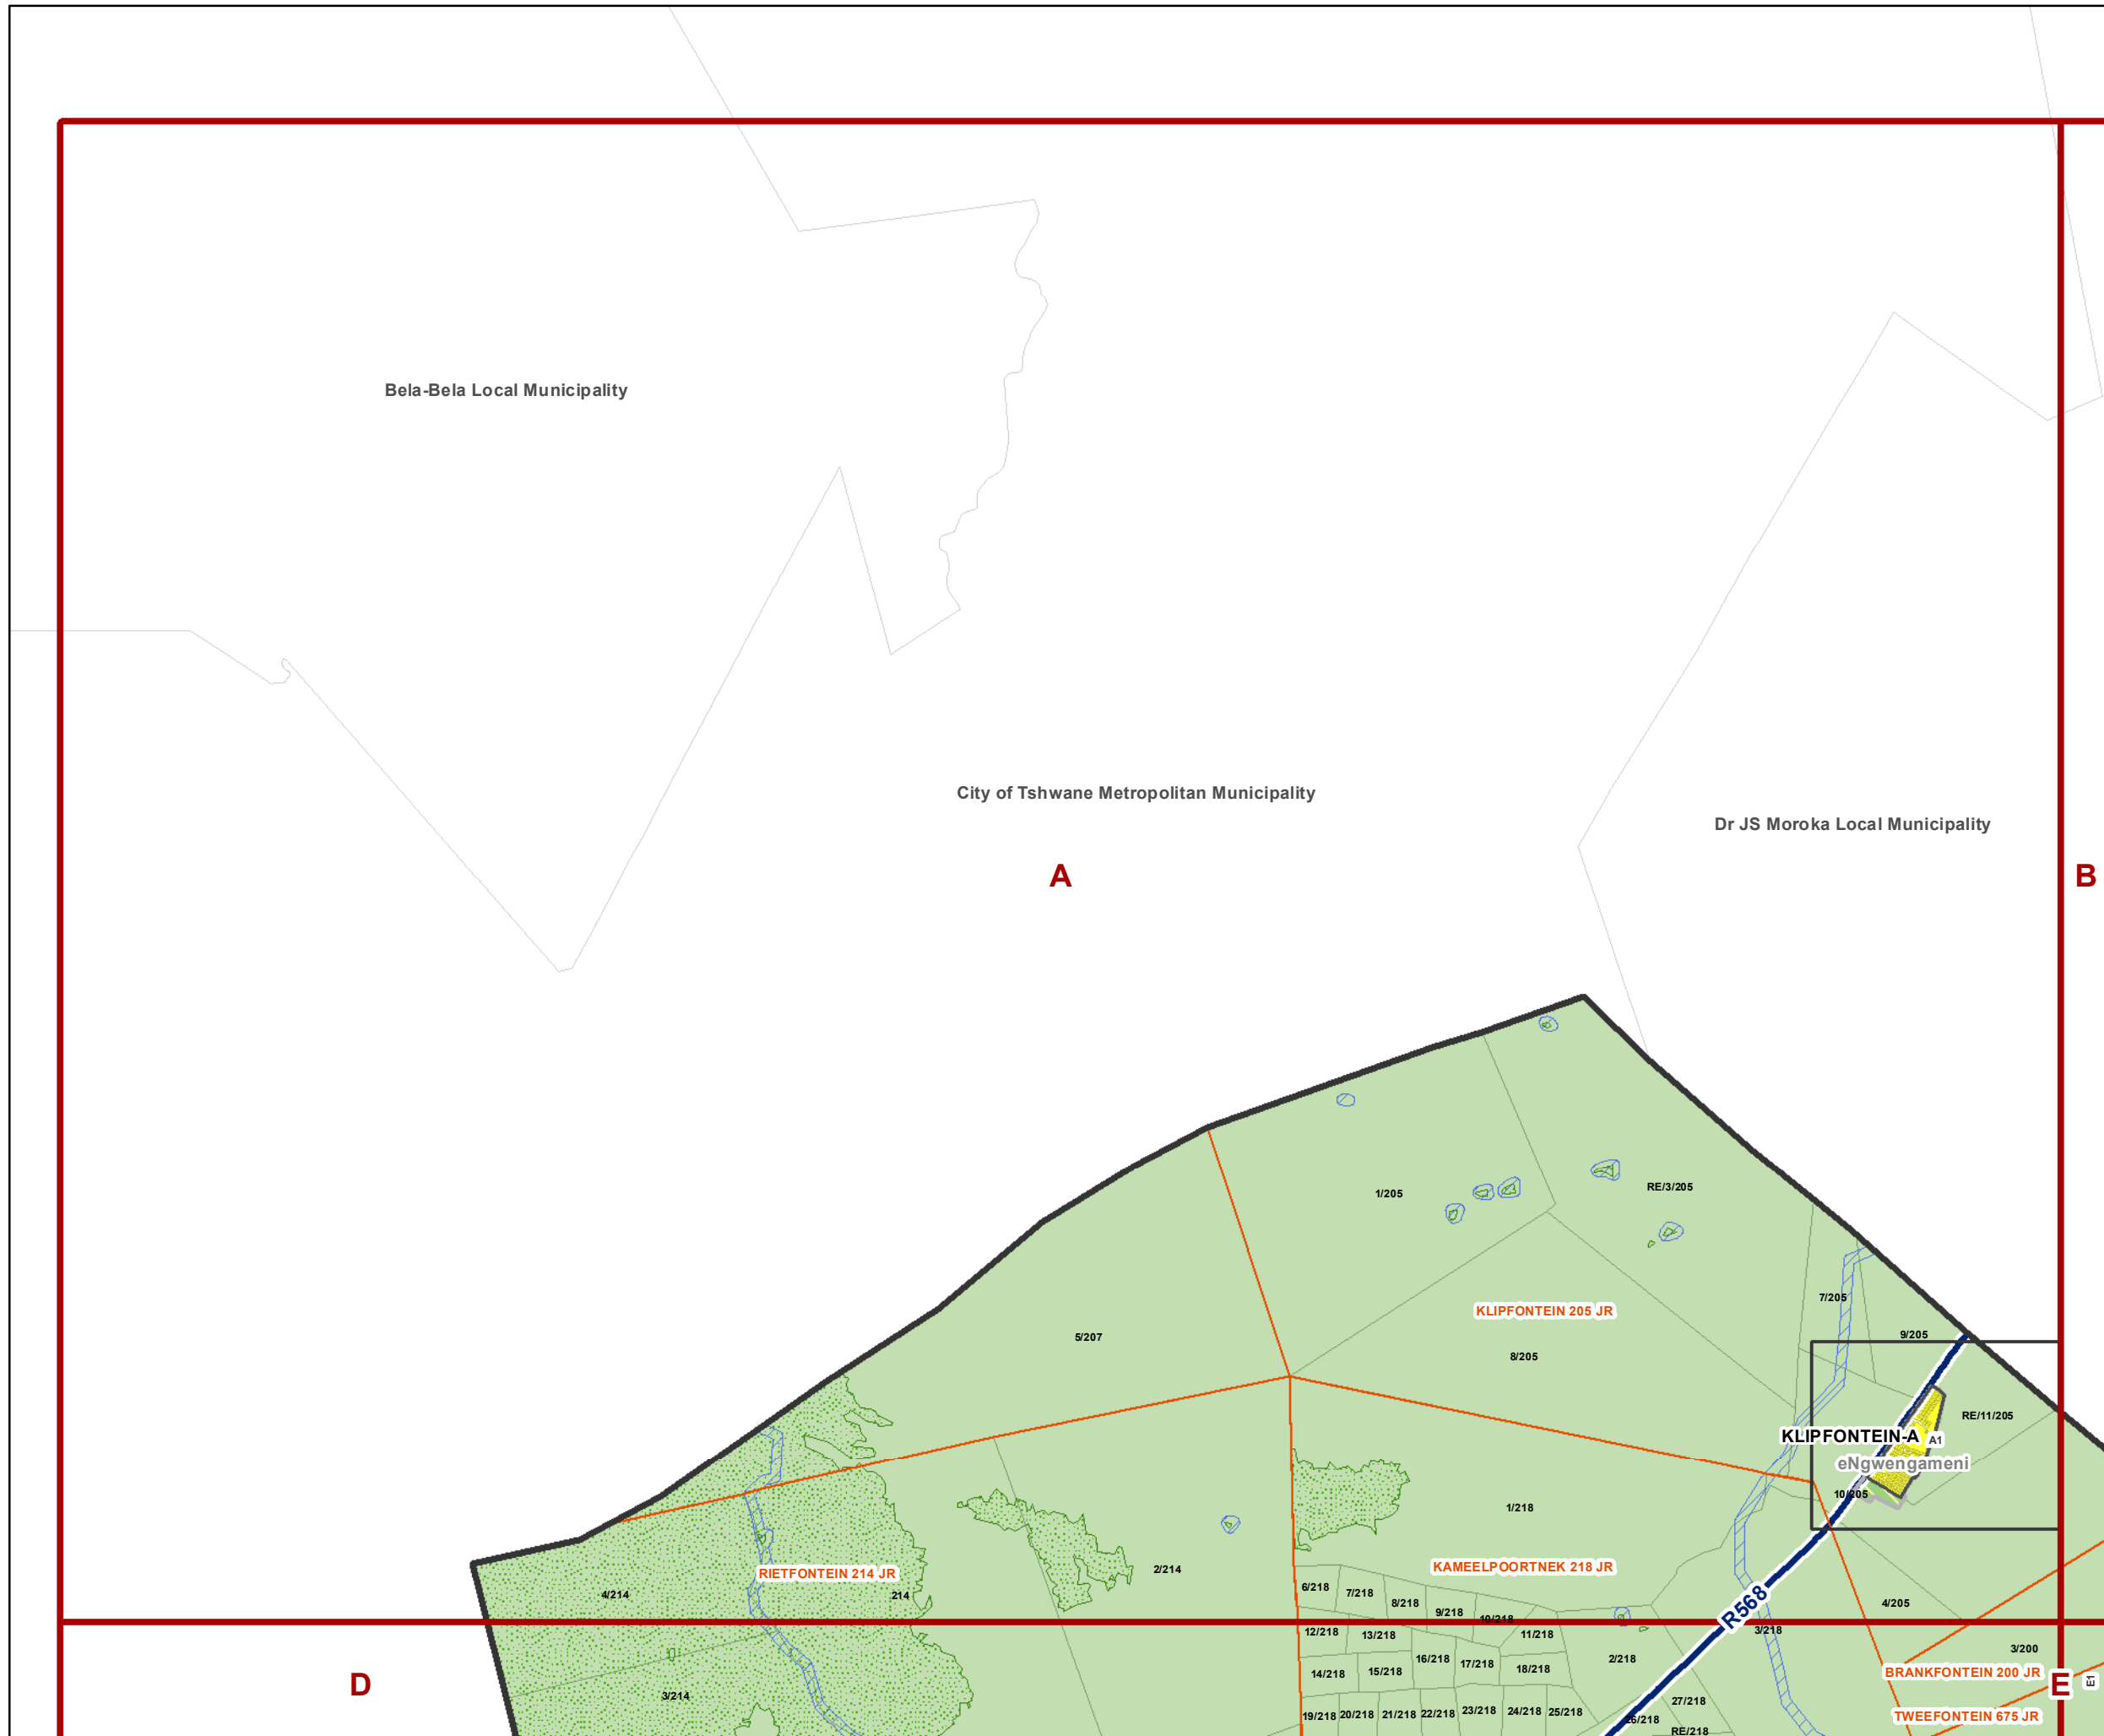 Bela-Bela Local Municipality
City of Tshwane Metropolitan Municipality
Dr JS Moroka Local Municipality
A
B
RE/3/205
1/205
7/205
KLIPFONTEIN 205 JR
9/205
5/207
8/205
RE/11/205
KLIPFONTEIN-A
A1
eNgwengameni
10/205
1/218
KAMEELPOORTNEK 218 JR
2/214
RIETFONTEIN 214 JR
4/214
214
6/218
7/218
8/218
9/218
10/218
4/205
R568
3/218
12/218
13/218
11/218
3/200
2/218
16/218
17/218
18/218
14/218
15/218
BRANKFONTEIN 200 JR
D
E
E1
3/214
27/218
19/218
20/218
21/218
22/218
23/218
24/218
25/218
26/218
TWEEFONTEIN 675 JR
RE/218